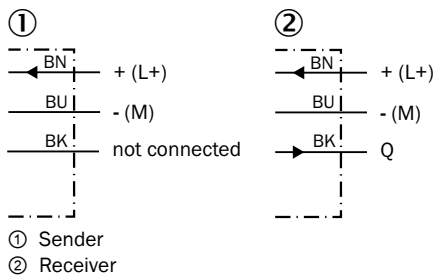 ① ②
BN + (L+) BN + (L+)
BU - (M) BU - (M)
BK not connected BK Q
① Sender
② Receiver